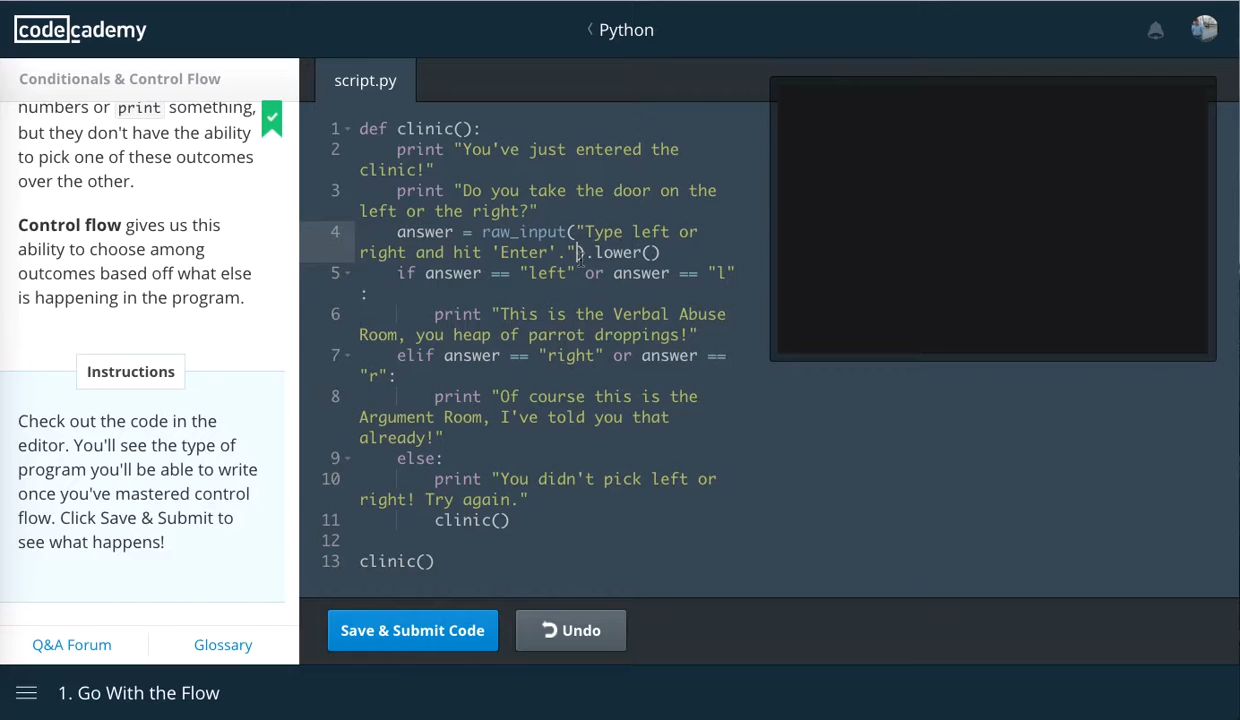 codecademy
Python
Conditionals & Control Flow
numbers or print something,
but they don't have the ability
to pick one of these outcomes
over the other.
Control flow gives us this
ability to choose among
outcomes based off what else
is happening in the program.
Instructions
Check out the code in the
editor. You'll see the type of
program you'll be able to write
once you've mastered control
flow. Click Save & Submit to
see what happens!
Q&A Forum
Glossary
script.py
1 def clinic():
2 print "You've just entered the
clinic!"
3 print "Do you take the door on the
left or the right?"
4 answer = raw_input("Type left or
right and hit 'Enter'.").lower()
5 if answer == "left" or answer == "l"
:
6 print "This is the Verbal Abuse
Room, you heap of parrot droppings!"
7 elif answer == "right" or answer ==
"r":
8 print "Of course this is the
Argument Room, I've told you that
already!"
9 else:
10 print "You didn't pick left or
right! Try again."
11 clinic()
12
13 clinic()
Save & Submit Code
Undo
1. Go With the Flow